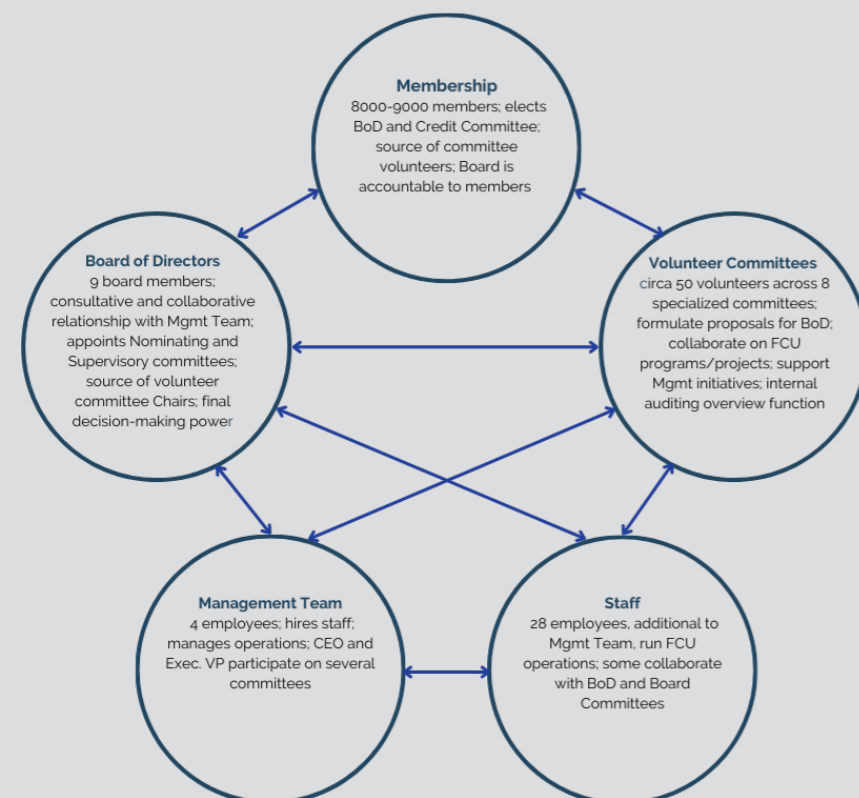 Membership
8000-9000 members; elects
BoD and Credit Committee;
source of committee
volunteers; Board is
accountable to members
Board of Directors
9 board members;
consultative and collaborative
relationship with Mgmt Team;
appoints Nominating and
Supervisory committees;
source of volunteer
committee Chairs; final
decision-making power
Volunteer Committees
circa 50 volunteers across 8
specialized committees;
formulate proposals for BoD;
collaborate on FCU
programs/projects; support
Mgmt initiatives; internal
auditing overview function
Management Team
4 employees; hires staff;
manages operations; CEO and
Exec. VP participate on several
committees
Staff
28 employees, additional to
Mgmt Team, run FCU
operations; some collaborate
with BoD and Board
Committees